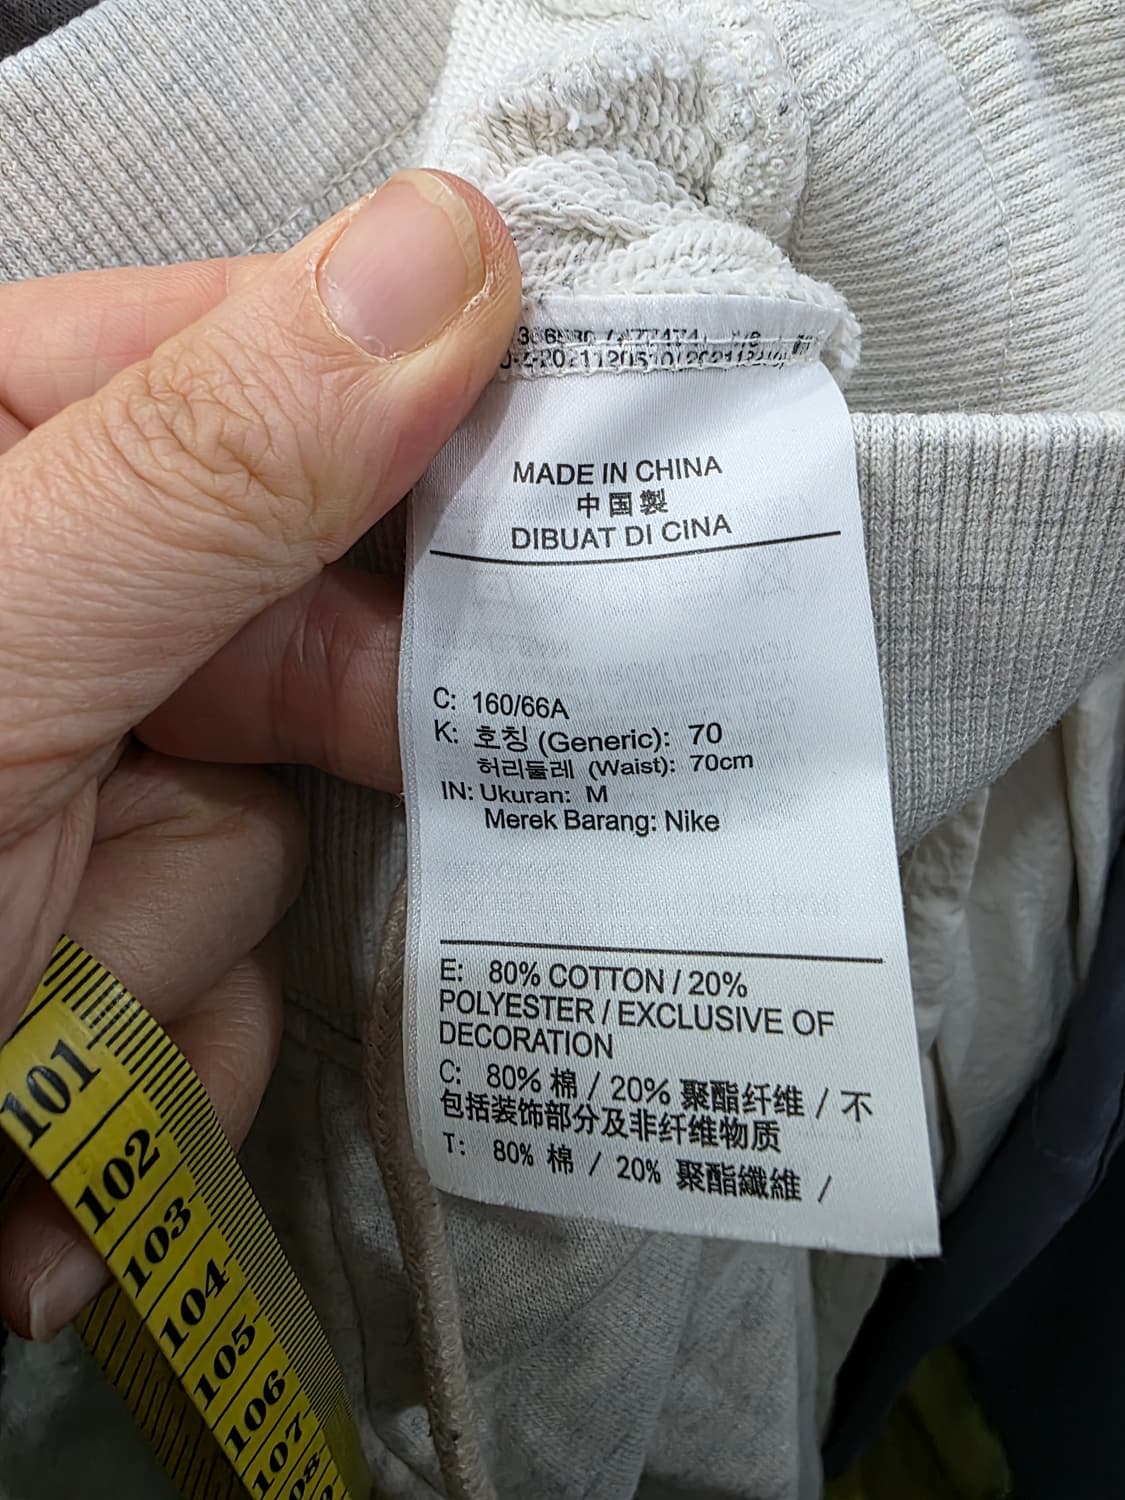 MADE IN CHINA
中国製
DIBUAT DI CINA
C: 160/66A
K: 호칭 (Generic): 70
허리둘레 (Waist): 70cm
IN: Ukuran: M
Merek Barang: Nike
E: 80% COTTON / 20%
POLYESTER / EXCLUSIVE OF
DECORATION
C: 80% 棉 / 20% 聚酯纤维 / 不
包括装饰部分及非纤维物质
T: 80% 棉 / 20% 聚酯纖維 /
101
102
103
104
105
106
107